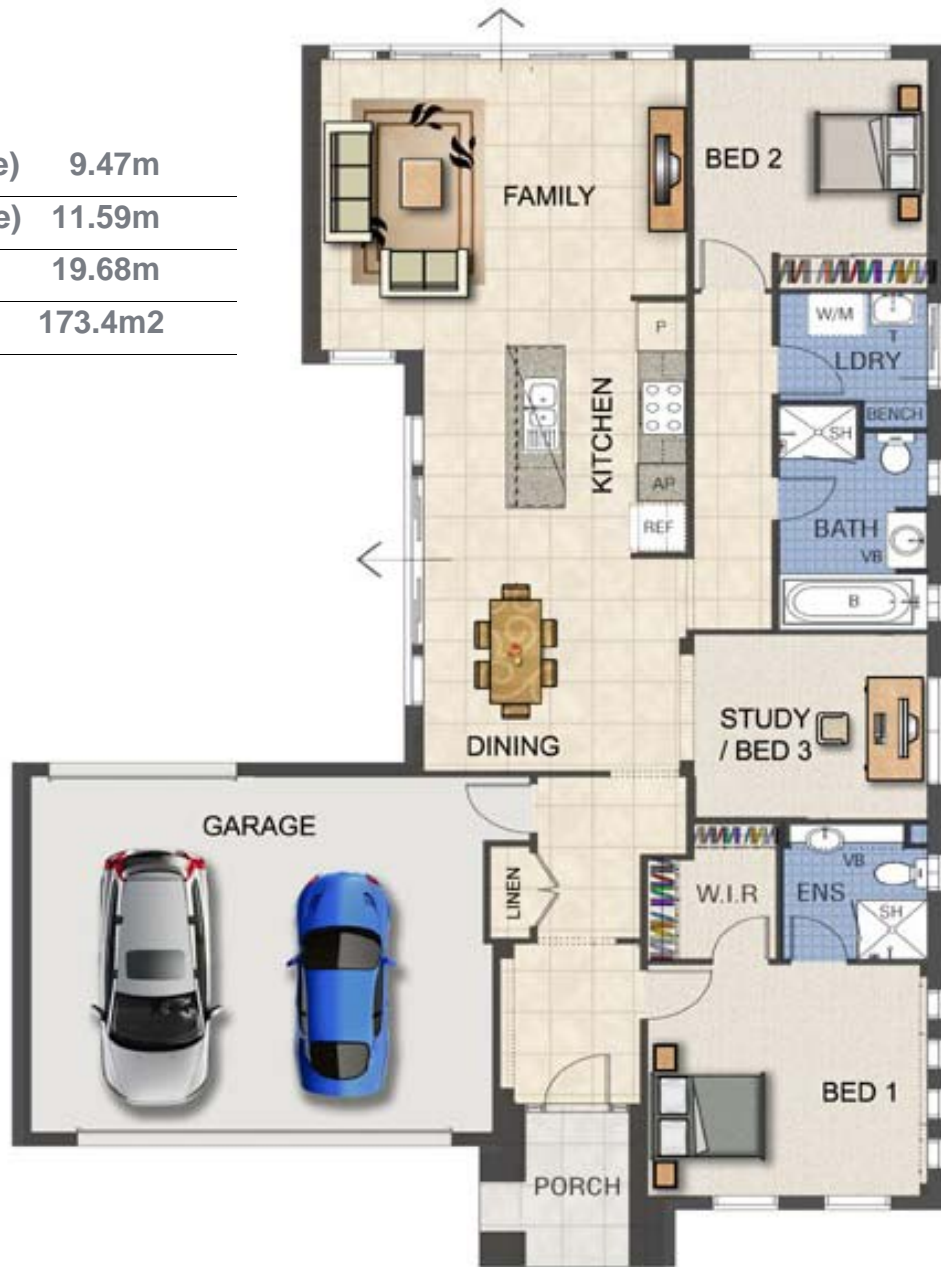 e) 9.47m
e) 11.59m
19.68m
173.4m2
FAMILY
BED 2
W/M
T
LDRY
BENCH
P
KITCHEN
SH
AP
REF
BATH
VB
B
DINING
STUDY
/ BED 3
GARAGE
LINEN
W.I.R
ENS
VB
SH
BED 1
PORCH